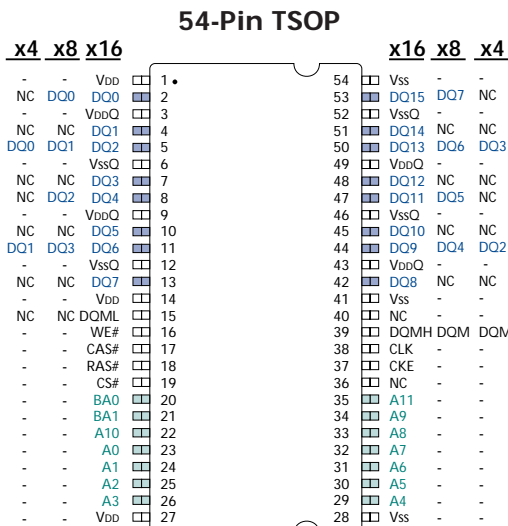 54-Pin TSOP
x4 x8 x16 x16 x8 x4
- - VDD 1 54 Vss - -
NC DQ0 DQ0 2 53 DQ15 DQ7 NC
- - VDDQ 3 52 VssQ - -
NC NC DQ1 4 51 DQ14 NC NC
DQ0 DQ1 DQ2 5 50 DQ13 DQ6 DQ3
- - VssQ 6 49 VDDQ - -
NC NC DQ3 7 48 DQ12 NC NC
NC DQ2 DQ4 8 47 DQ11 DQ5 NC
- - VDDQ 9 46 VssQ - -
NC NC DQ5 10 45 DQ10 NC NC
DQ1 DQ3 DQ6 11 44 DQ9 DQ4 DQ2
- - VssQ 12 43 VDDQ - -
NC NC DQ7 13 42 DQ8 NC NC
- - VDD 14 41 Vss - -
NC NC DQML 15 40 NC - -
- - WE# 16 39 DQMH DQM DQM
- - CAS# 17 38 CLK - -
- - RAS# 18 37 CKE - -
- - CS# 19 36 NC - -
- - BA0 20 35 A11 - -
- - BA1 21 34 A9 - -
- - A10 22 33 A8 - -
- - A0 23 32 A7 - -
- - A1 24 31 A6 - -
- - A2 25 30 A5 - -
- - A3 26 29 A4 - -
- - VDD 27 28 Vss - -